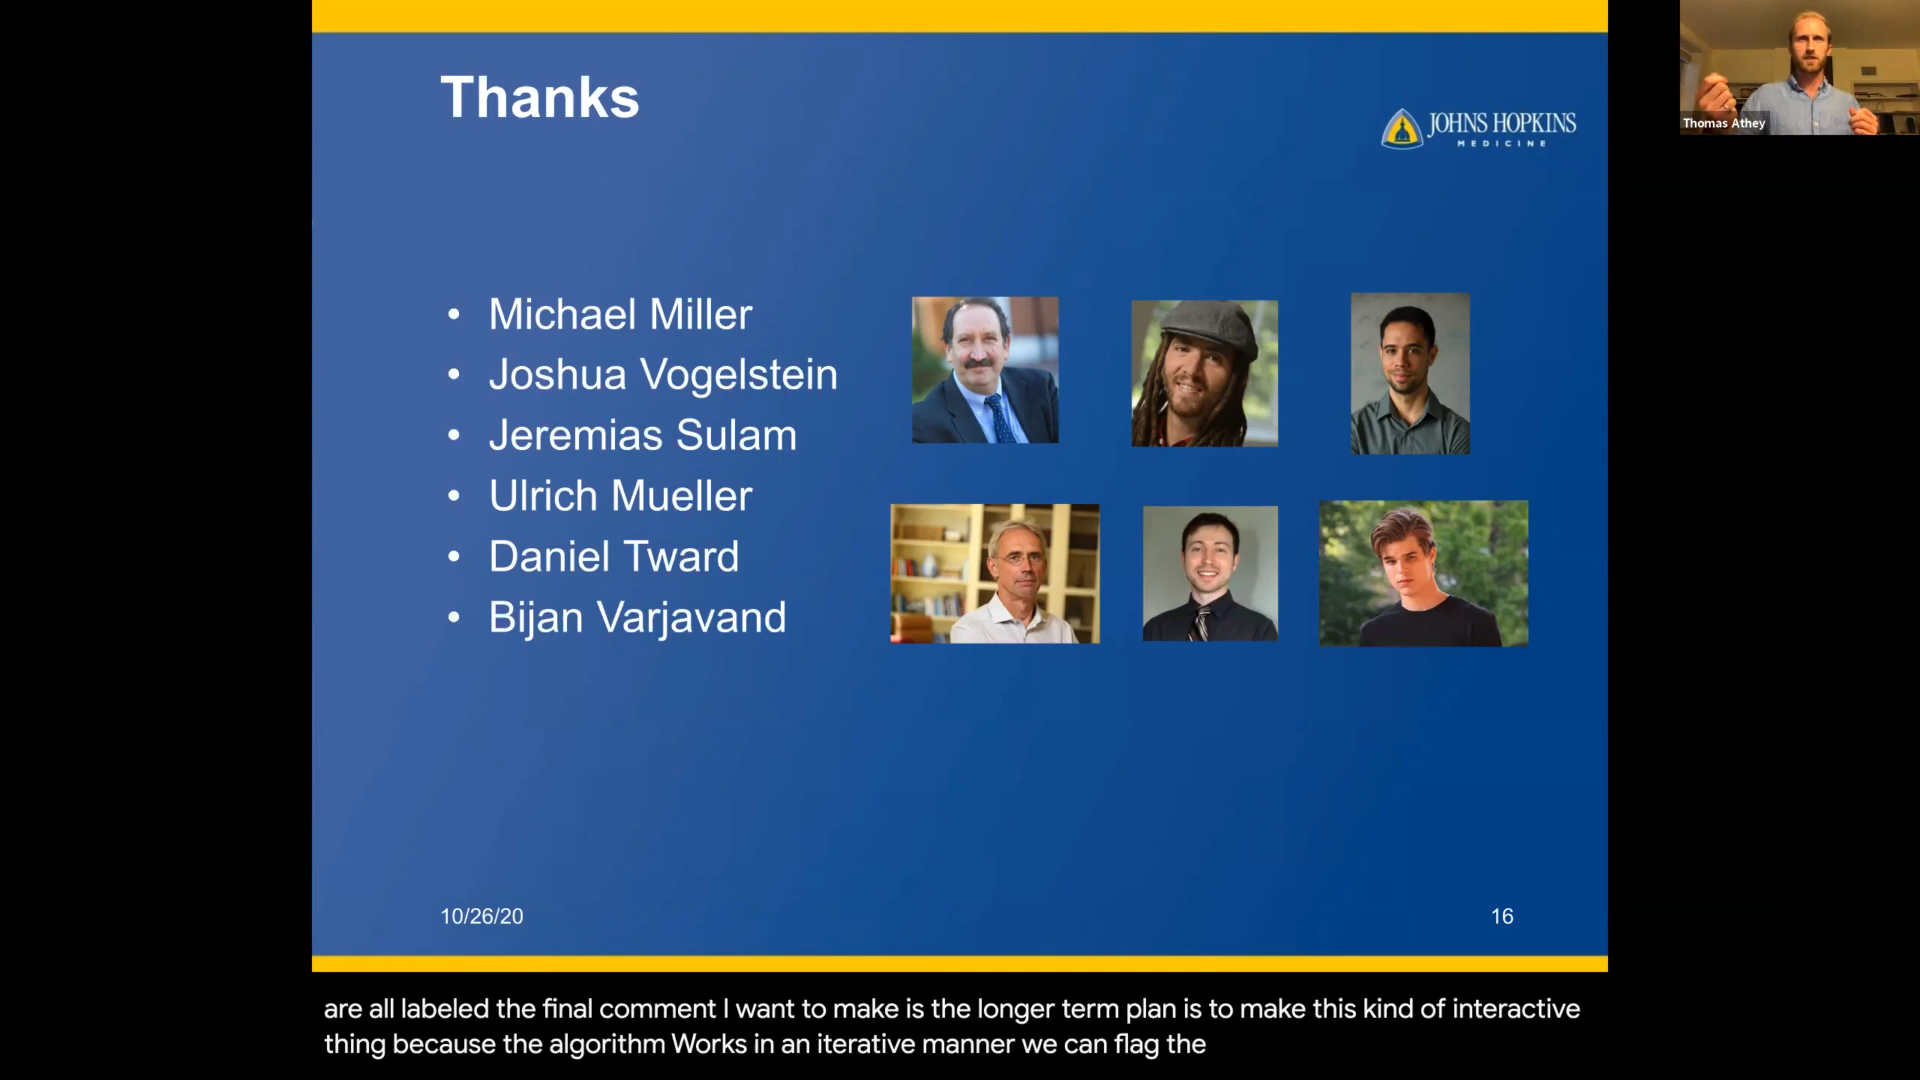 Thanks
JOHNS HOPKINS
MEDICINE
Thomas Athey
• Michael Miller
• Joshua Vogelstein
• Jeremias Sulam
• Ulrich Mueller
• Daniel Tward
• Bijan Varjavand
10/26/20
16
are all labeled the final comment I want to make is the longer term plan is to make this kind of interactive
thing because the algorithm Works in an iterative manner we can flag the